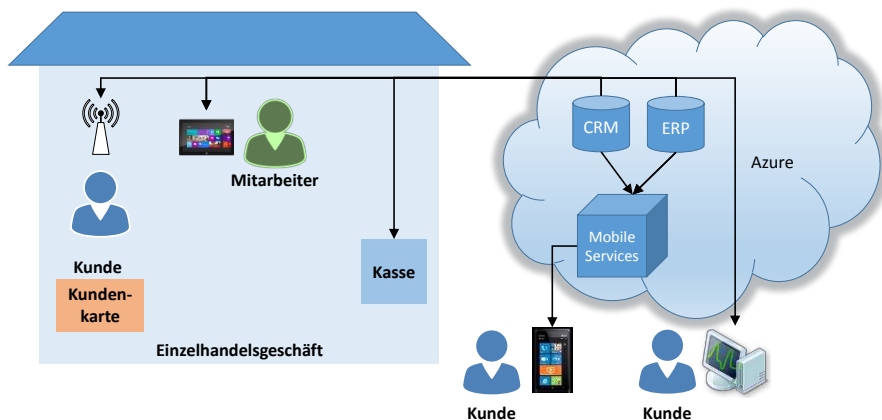 CRM
ERP
Azure
Mitarbeiter
Mobile
Services
Kunde
Kasse
Kunden-
karte
Einzelhandelsgeschäft
Kunde
Kunde